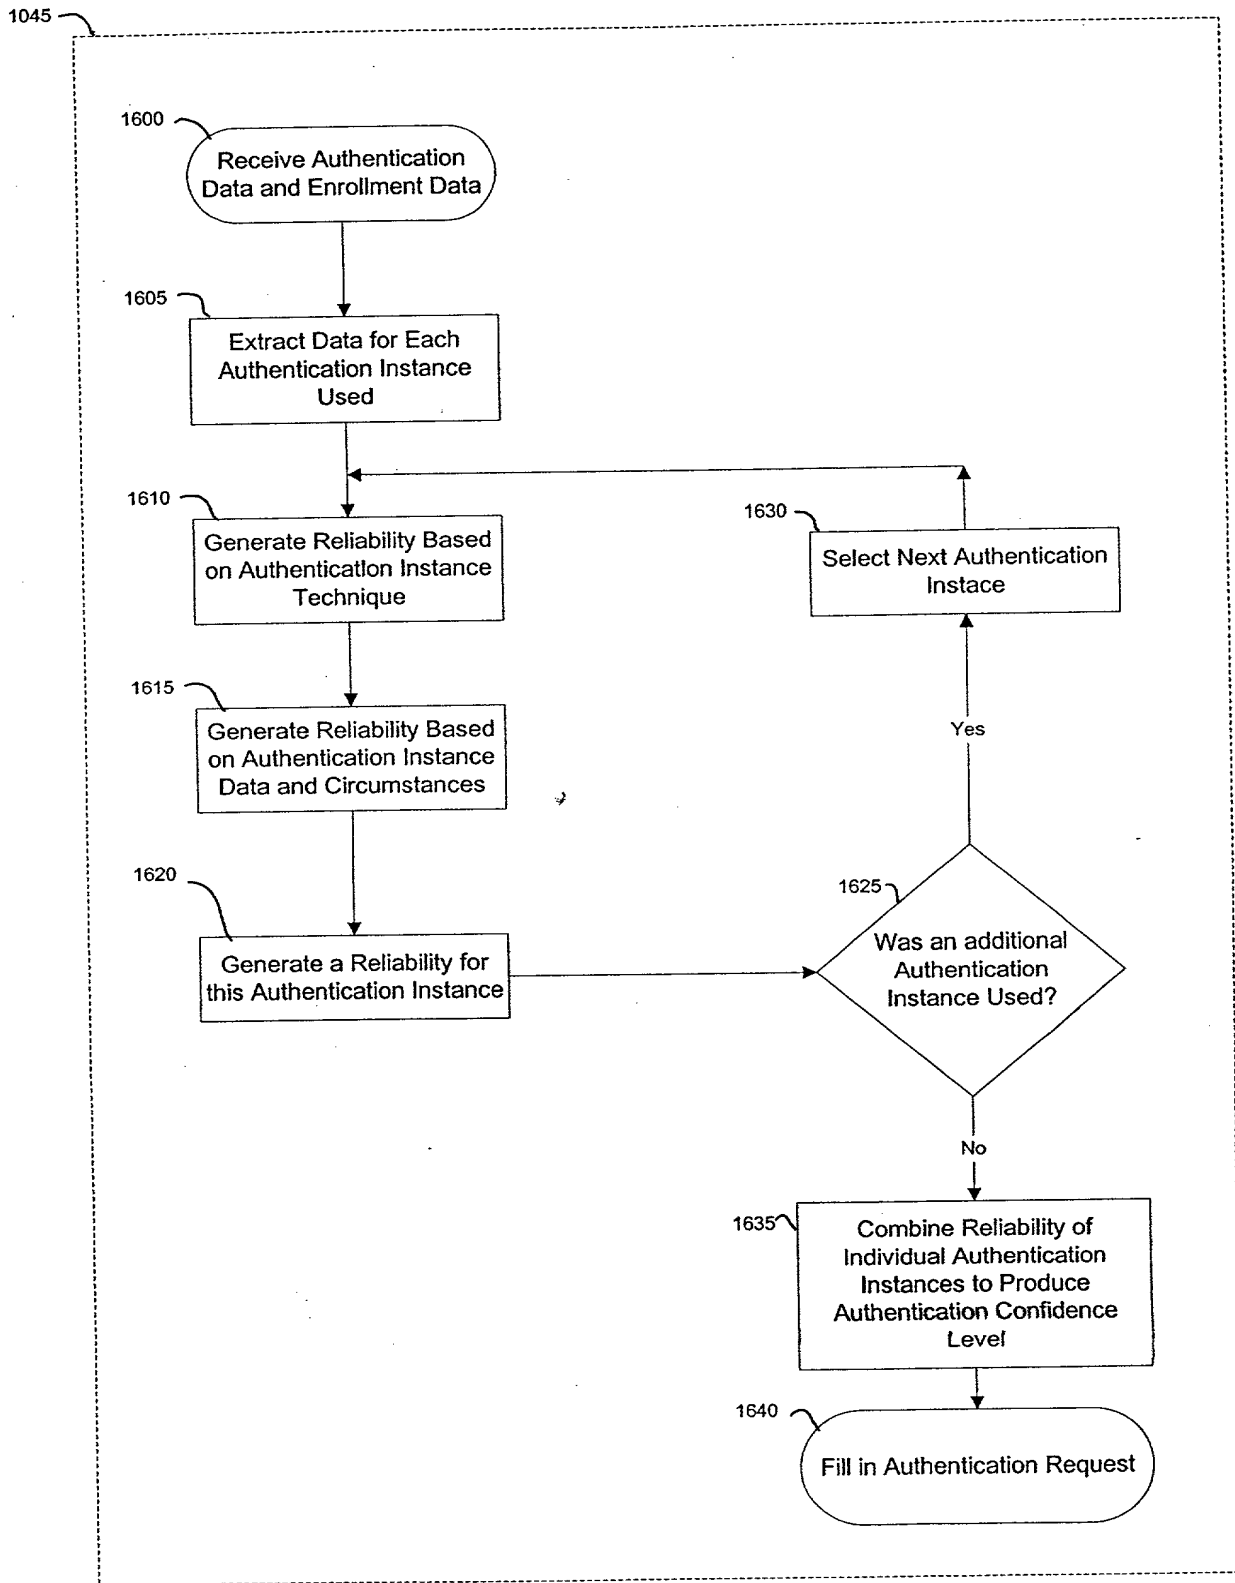 1045
1600
Receive Authentication
Data and Enrollment Data
1605
Extract Data for Each
Authentication Instance
Used
1610
Generate Reliability Based
on Authentication Instance
Technique
1630
Select Next Authentication
Instace
1615
Generate Reliability Based
on Authentication Instance
Data and Circumstances
Yes
1620
Generate a Reliability for
this Authentication Instance
1625
Was an additional
Authentication
Instance Used?
No
1635
Combine Reliability of
Individual Authentication
Instances to Produce
Authentication Confidence
Level
1640
Fill in Authentication Request